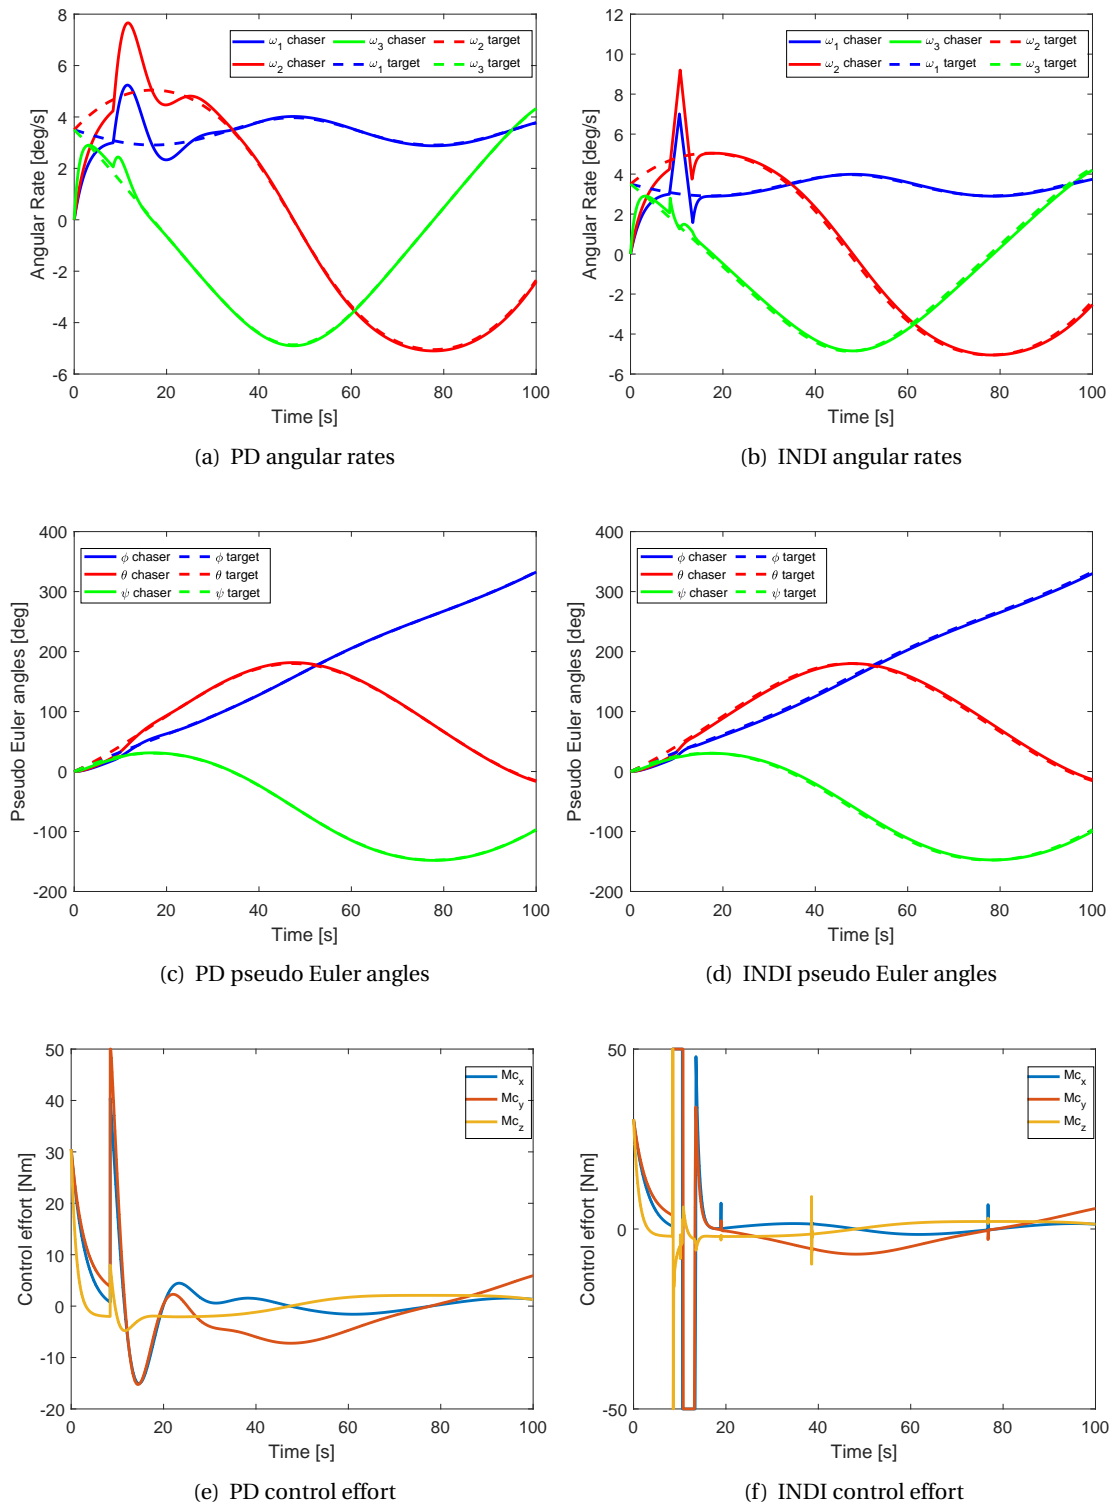 8
6
4
2
0
-2
-4
-6
0 20 40 60 80 100
Angular Rate [deg/s]
Time [s]
ω1 chaser ω3 chaser ω2 target
ω2 chaser ω1 target ω3 target
(a) PD angular rates
12
10
8
6
4
2
0
-2
-4
-6
0 20 40 60 80 100
Angular Rate [deg/s]
Time [s]
ω1 chaser ω3 chaser ω2 target
ω2 chaser ω1 target ω3 target
(b) INDI angular rates
400
300
200
100
0
-100
-200
0 20 40 60 80 100
Pseudo Euler angles [deg]
Time [s]
ϕ chaser ϕ target
θ chaser θ target
ψ chaser ψ target
(c) PD pseudo Euler angles
400
300
200
100
0
-100
-200
0 20 40 60 80 100
Pseudo Euler angles [deg]
Time [s]
ϕ chaser ϕ target
θ chaser θ target
ψ chaser ψ target
(d) INDI pseudo Euler angles
50
40
30
20
10
0
-10
-20
0 20 40 60 80 100
Control effort [Nm]
Time [s]
Mcx
Mcy
Mcz
(e) PD control effort
50
0
-50
0 20 40 60 80 100
Control effort [Nm]
Time [s]
Mcx
Mcy
Mcz
(f) INDI control effort